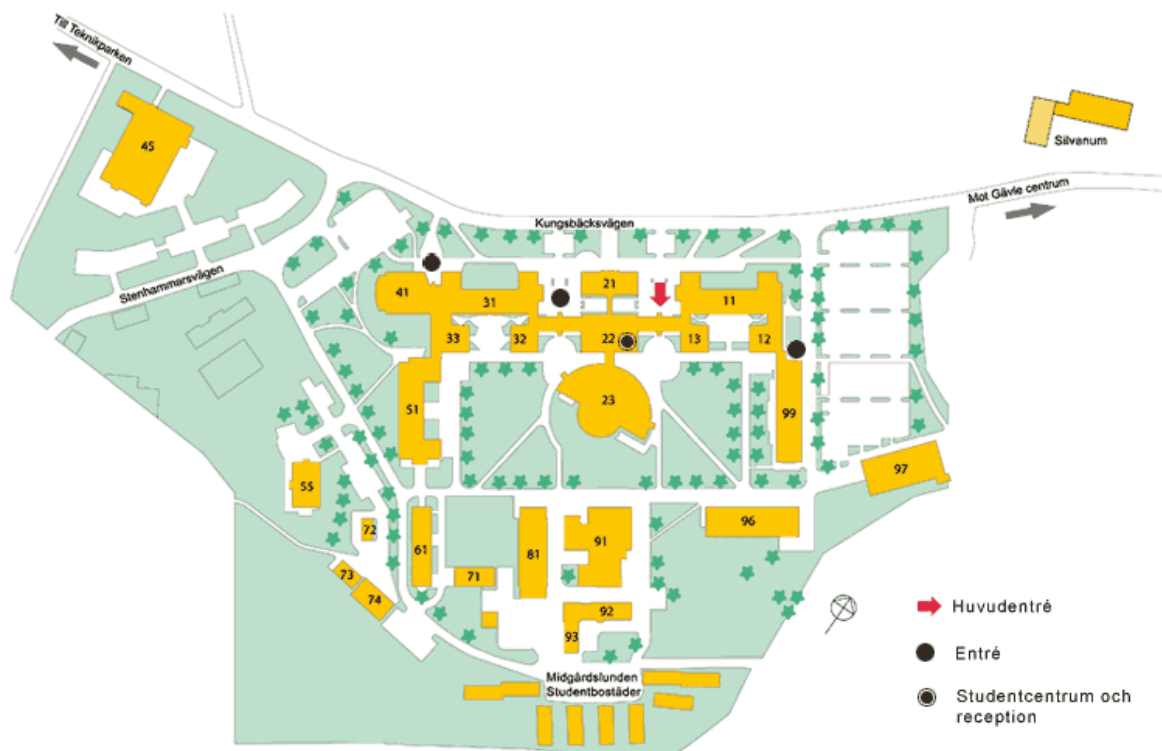 Till Teknikparken
45
Silvanum
Mot Gävle centrum
Kungsbäcksvägen
Stenhammarsvägen
41
31
21
11
33
32
22
13
12
51
23
99
97
55
72
61
81
91
96
73
74
71
92
93
Huvudentré
Entré
Midgårdslunden
Studentbostäder
Studentcentrum och
reception